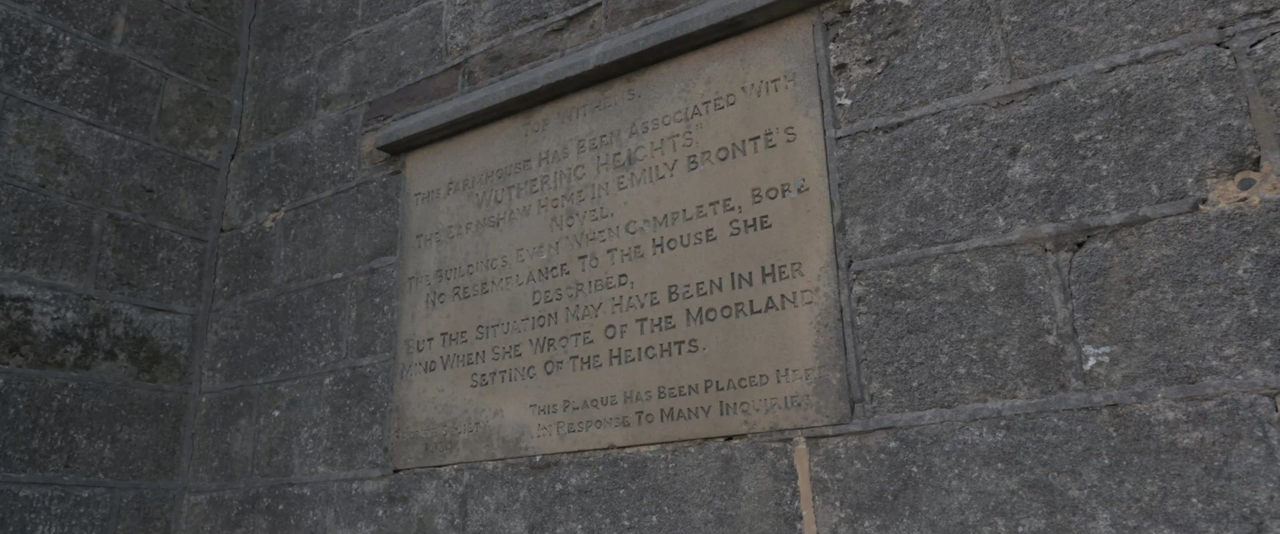 TOP WITHENS.
THIS FARMHOUSE HAS BEEN ASSOCIATED WITH
"WUTHERING HEIGHTS,"
THE EARNSHAW HOME IN EMILY BRONTË'S
NOVEL.
THE BUILDINGS, EVEN WHEN COMPLETE, BORE
NO RESEMBLANCE TO THE HOUSE SHE
DESCRIBED,
BUT THE SITUATION MAY HAVE BEEN IN HER
MIND WHEN SHE WROTE OF THE MOORLAND
SETTING OF THE HEIGHTS.
THIS PLAQUE HAS BEEN PLACED HERE
IN RESPONSE TO MANY INQUIRIES